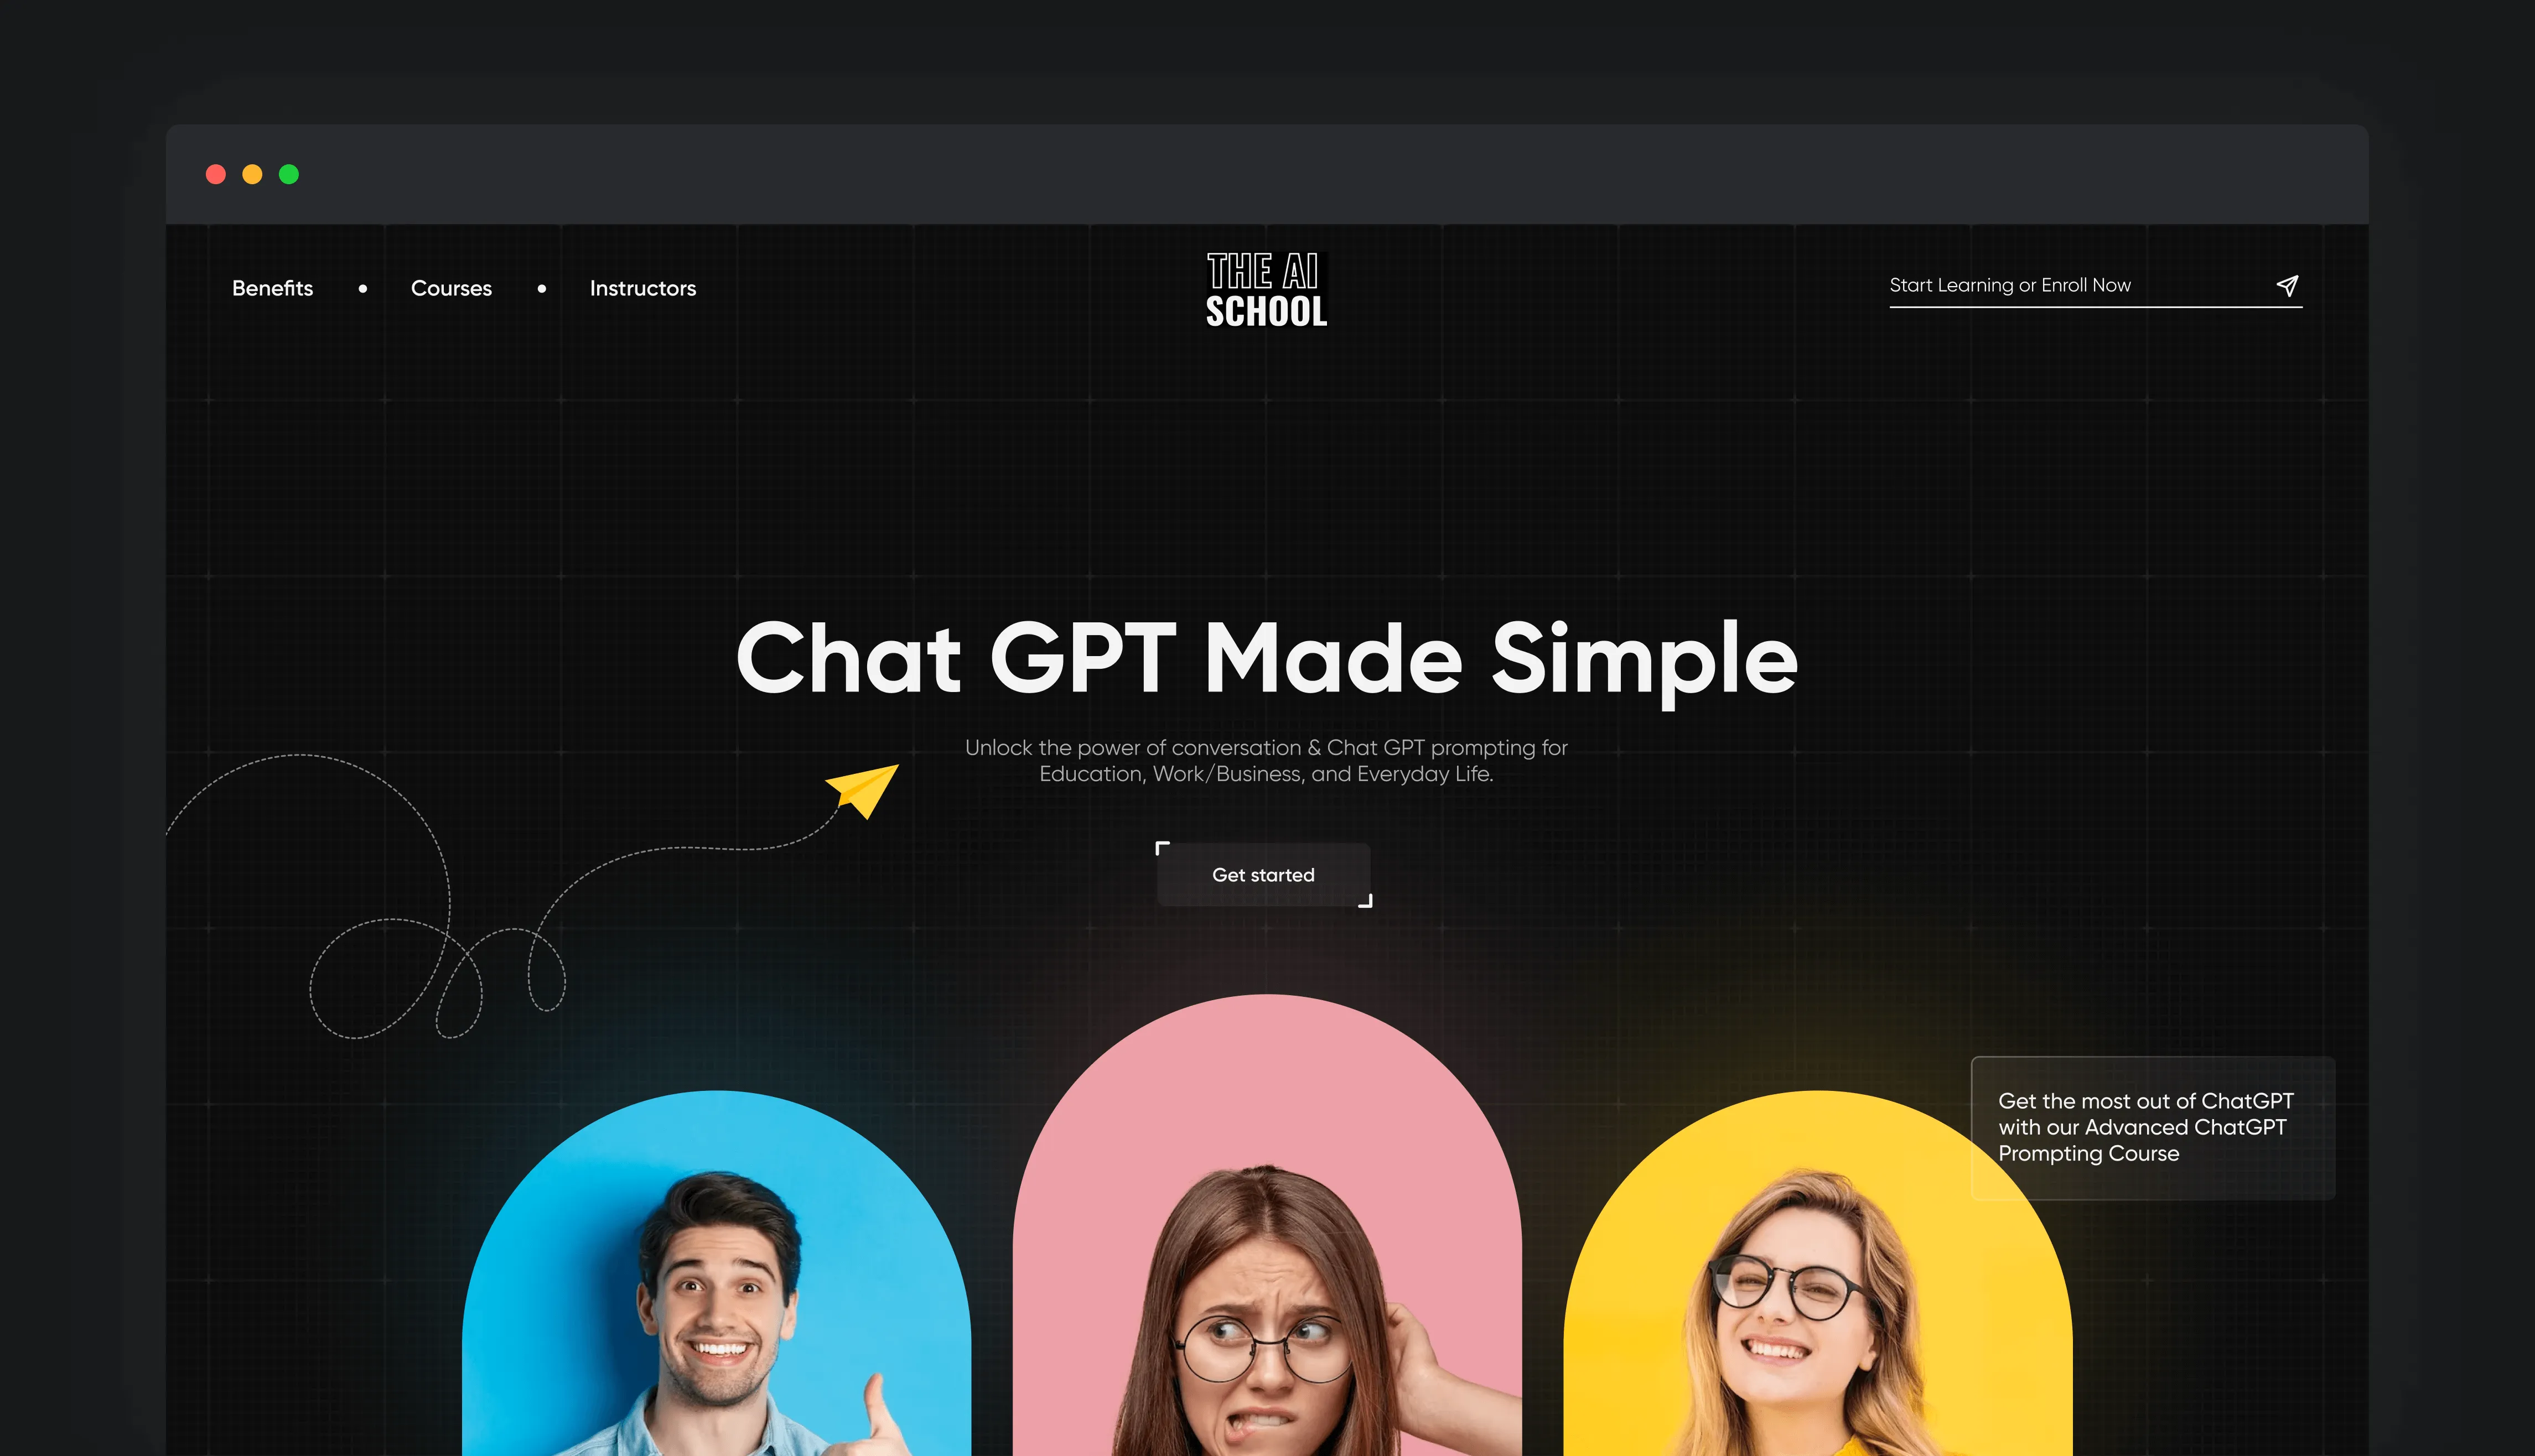 Benefits
Courses
Instructors
THE AI
SCHOOL
Start Learning or Enroll Now
Chat GPT Made Simple
Unlock the power of conversation & Chat GPT prompting for
Education, Work/Business, and Everyday Life.
Get started
Get the most out of ChatGPT
with our Advanced ChatGPT
Prompting Course